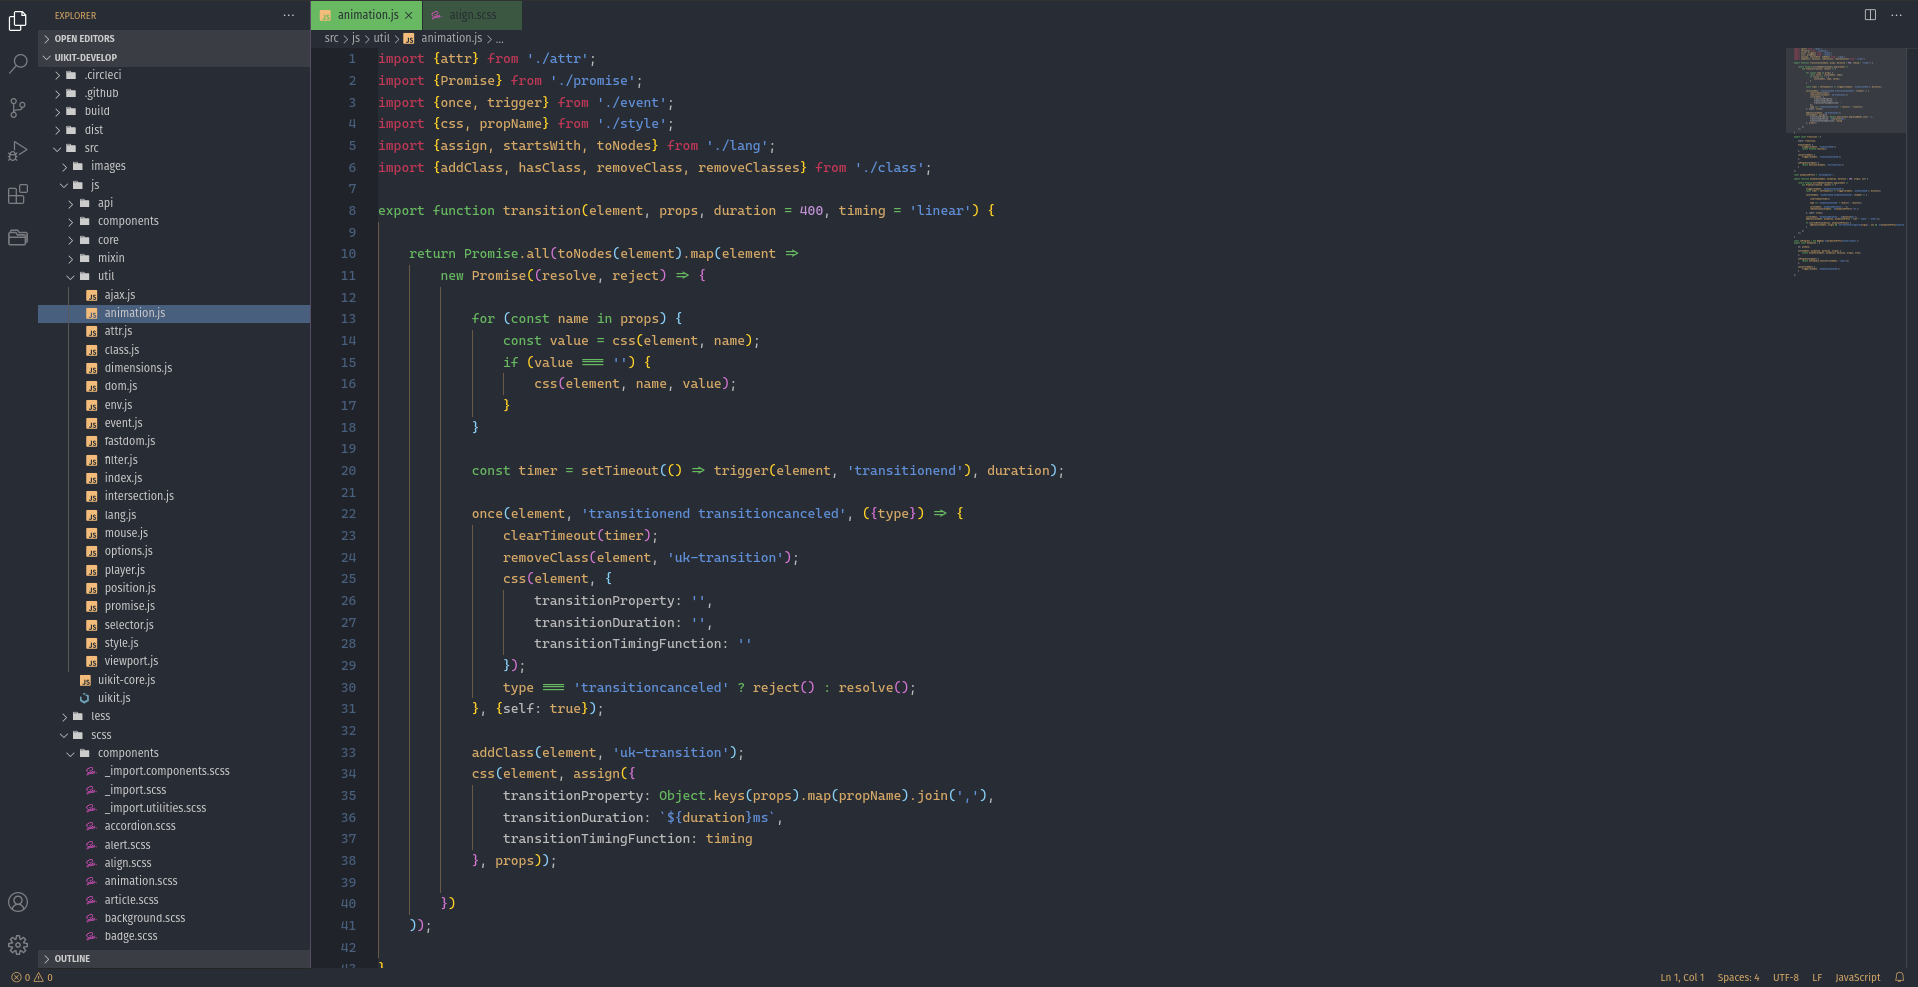 EXPLORER
OPEN EDITORS
UIKIT-DEVELOP
.circleci
.github
build
dist
src
images
js
api
components
core
mixin
util
ajax.js
animation.js
attr.js
class.js
dimensions.js
dom.js
env.js
event.js
fastdom.js
filter.js
index.js
intersection.js
lang.js
mouse.js
options.js
player.js
position.js
promise.js
selector.js
style.js
viewport.js
uikit-core.js
uikit.js
less
scss
components
_import.components.scss
_import.scss
_import.utilities.scss
accordion.scss
alert.scss
align.scss
animation.scss
article.scss
background.scss
badge.scss
OUTLINE
animation.js × align.scss
src > js > util > JS animation.js > ...
1 import {attr} from './attr';
2 import {Promise} from './promise';
3 import {once, trigger} from './event';
4 import {css, propName} from './style';
5 import {assign, startsWith, toNodes} from './lang';
6 import {addClass, hasClass, removeClass, removeClasses} from './class';
7
8 export function transition(element, props, duration = 400, timing = 'linear') {
9
10 return Promise.all(toNodes(element).map(element =>
11 new Promise((resolve, reject) => {
12
13 for (const name in props) {
14 const value = css(element, name);
15 if (value === '') {
16 css(element, name, value);
17 }
18 }
19
20 const timer = setTimeout(() => trigger(element, 'transitionend'), duration);
21
22 once(element, 'transitionend transitioncanceled', ({type}) => {
23 clearTimeout(timer);
24 removeClass(element, 'uk-transition');
25 css(element, {
26 transitionProperty: '',
27 transitionDuration: '',
28 transitionTimingFunction: ''
29 });
30 type === 'transitioncanceled' ? reject() : resolve();
31 }, {self: true});
32
33 addClass(element, 'uk-transition');
34 css(element, assign({
35 transitionProperty: Object.keys(props).map(propName).join(','),
36 transitionDuration: `${duration}ms`,
37 transitionTimingFunction: timing
38 }, props));
39
40 })
41 ));
42
43 }
0 0
Ln 1, Col 1 Spaces: 4 UTF-8 LF JavaScript